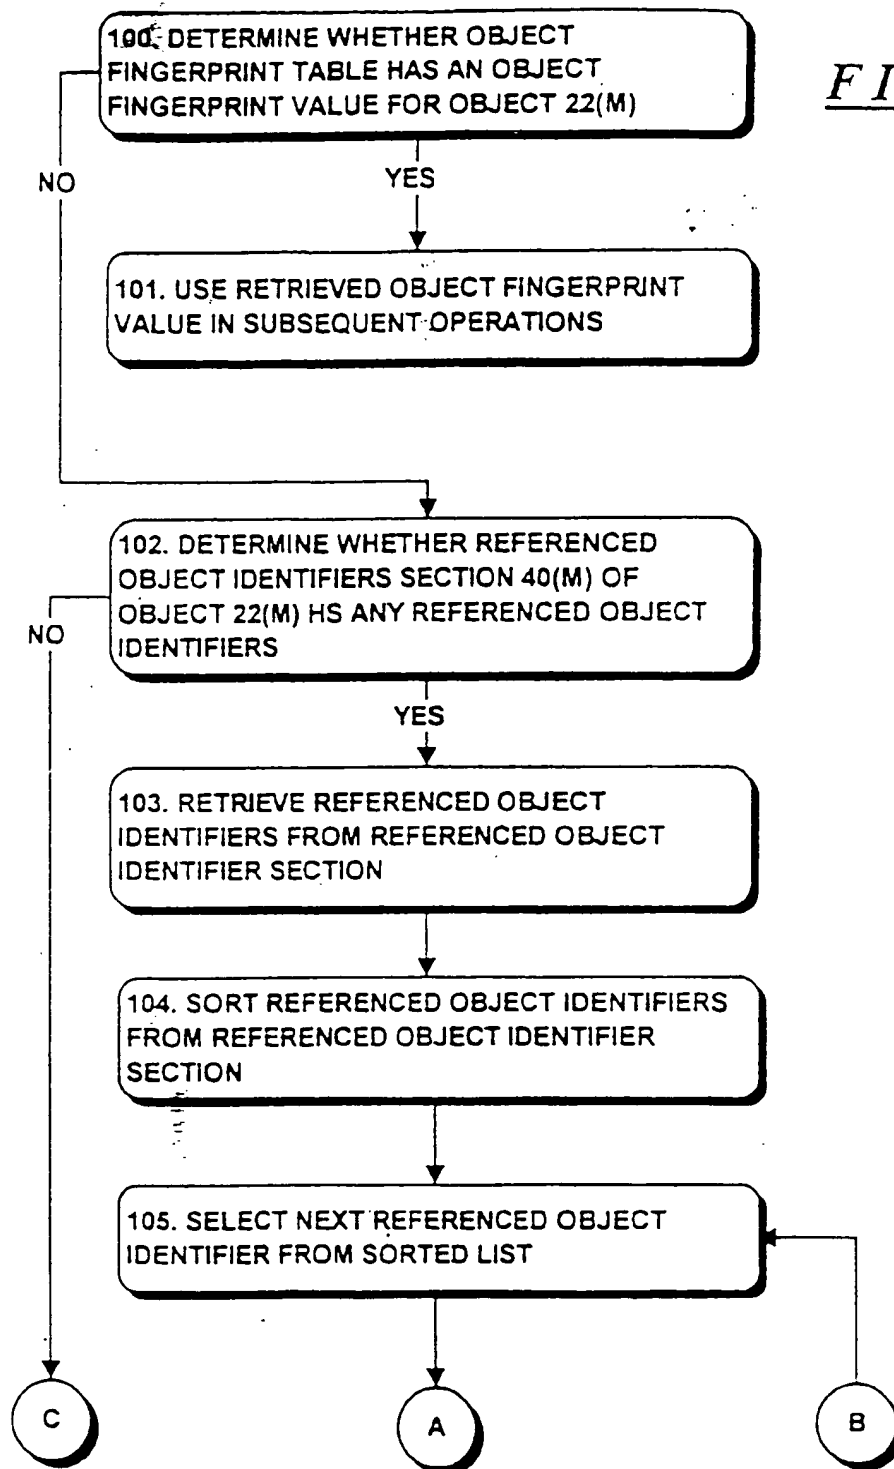 100. DETERMINE WHETHER OBJECT
FINGERPRINT TABLE HAS AN OBJECT
FINGERPRINT VALUE FOR OBJECT 22(M)
F I
NO
YES
101. USE RETRIEVED OBJECT FINGERPRINT
VALUE IN SUBSEQUENT OPERATIONS
102. DETERMINE WHETHER REFERENCED
OBJECT IDENTIFIERS SECTION 40(M) OF
OBJECT 22(M) HS ANY REFERENCED OBJECT
IDENTIFIERS
NO
YES
103. RETRIEVE REFERENCED OBJECT
IDENTIFIERS FROM REFERENCED OBJECT
IDENTIFIER SECTION
104. SORT REFERENCED OBJECT IDENTIFIERS
FROM REFERENCED OBJECT IDENTIFIER
SECTION
105. SELECT NEXT REFERENCED OBJECT
IDENTIFIER FROM SORTED LIST
C
A
B